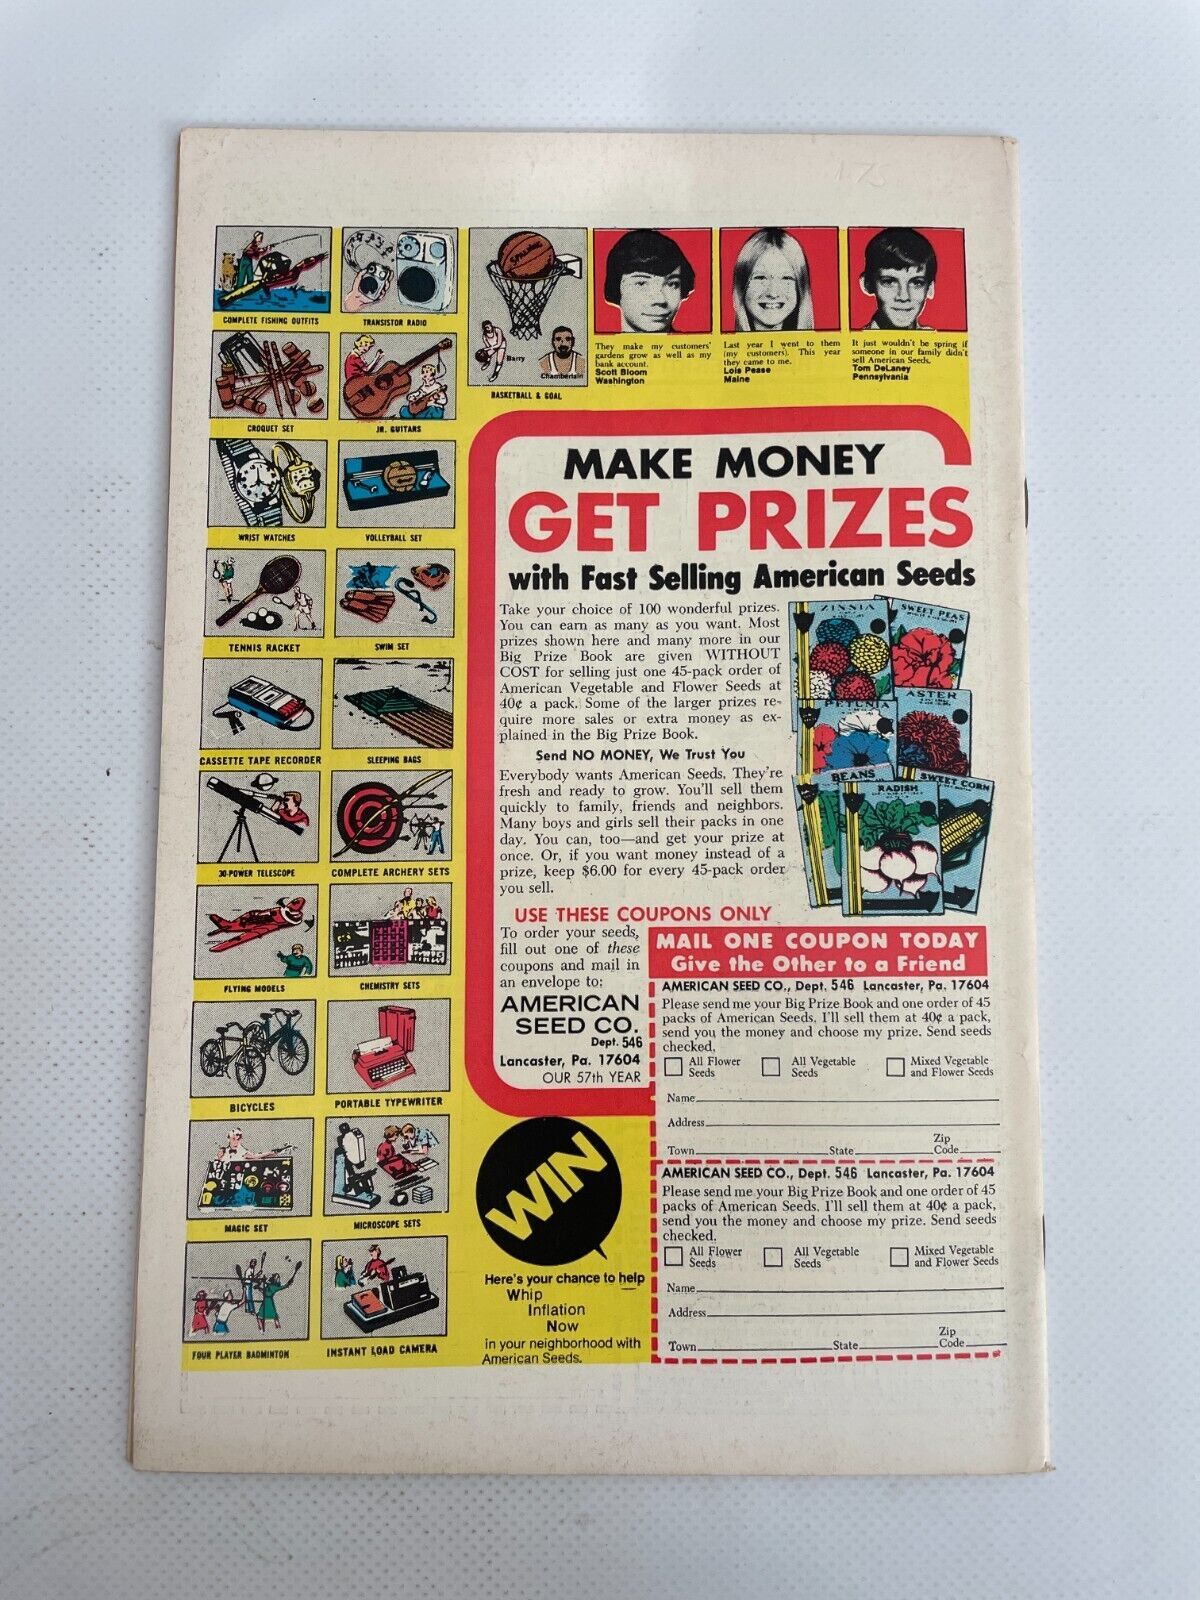 COMPLETE FISHING OUTFITS
TRANSISTOR RADIO
SPALDING
Barry
Chamberlain
BASKETBALL & GOAL
They make my customers'
gardens grow as well as my
bank account.
Scott Bloom
Washington
Last year I went to them
(my customers). This year
they came to me.
Lois Pease
Maine
It just wouldn't be spring if
someone in our family didn't
sell American Seeds.
Tom DeLaney
Pennsylvania
CROQUET SET
JR. GUITARS
WRIST WATCHES
VOLLEYBALL SET
TENNIS RACKET
SWIM SET
CASSETTE TAPE RECORDER
SLEEPING BAGS
30-POWER TELESCOPE
COMPLETE ARCHERY SETS
FLYING MODELS
CHEMISTRY SETS
BICYCLES
PORTABLE TYPEWRITER
MAGIC SET
MICROSCOPE SETS
FOUR PLAYER BADMINTON
INSTANT LOAD CAMERA
MAKE MONEY
GET PRIZES
with Fast Selling American Seeds
Take your choice of 100 wonderful prizes.
You can earn as many as you want. Most
prizes shown here and many more in our
Big Prize Book are given WITHOUT
COST for selling just one 45-pack order of
American Vegetable and Flower Seeds at
40¢ a pack. Some of the larger prizes re-
quire more sales or extra money as ex-
plained in the Big Prize Book.
Send NO MONEY, We Trust You
Everybody wants American Seeds. They're
fresh and ready to grow. You'll sell them
quickly to family, friends and neighbors.
Many boys and girls sell their packs in one
day. You can, too—and get your prize at
once. Or, if you want money instead of a
prize, keep $6.00 for every 45-pack order
you sell.
ZINNIA
SWEET PEAS
PETUNIA
ASTER
BEANS
RADISH
SWEET CORN
USE THESE COUPONS ONLY
To order your seeds,
fill out one of these
coupons and mail in
an envelope to:
AMERICAN
SEED CO.
Dept. 546
Lancaster, Pa. 17604
OUR 57th YEAR
MAIL ONE COUPON TODAY
Give the Other to a Friend
AMERICAN SEED CO., Dept. 546 Lancaster, Pa. 17604
Please send me your Big Prize Book and one order of 45
packs of American Seeds. I'll sell them at 40¢ a pack,
send you the money and choose my prize. Send seeds
checked.
All Flower Seeds
All Vegetable Seeds
Mixed Vegetable and Flower Seeds
Name
Address
Town State Zip Code
AMERICAN SEED CO., Dept. 546 Lancaster, Pa. 17604
Please send me your Big Prize Book and one order of 45
packs of American Seeds. I'll sell them at 40¢ a pack,
send you the money and choose my prize. Send seeds
checked.
All Flower Seeds
All Vegetable Seeds
Mixed Vegetable and Flower Seeds
Name
Address
Town State Zip Code
WIN
Here's your chance to help
Whip
Inflation
Now
in your neighborhood with
American Seeds.